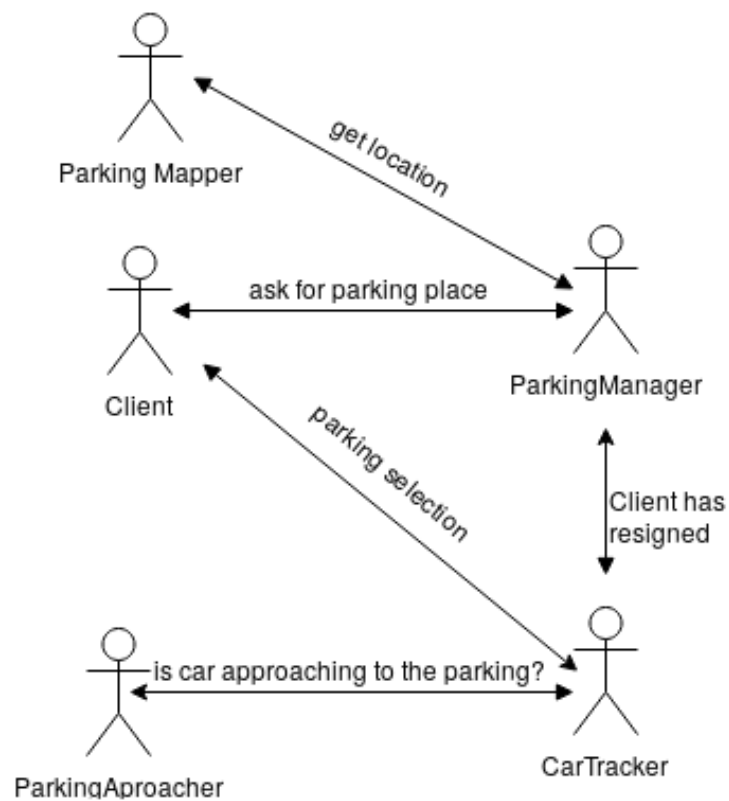 Parking Mapper
get location
ask for parking place
Client
ParkingManager
parking selection
Client has
resigned
is car approaching to the parking?
CarTracker
ParkingAproacher